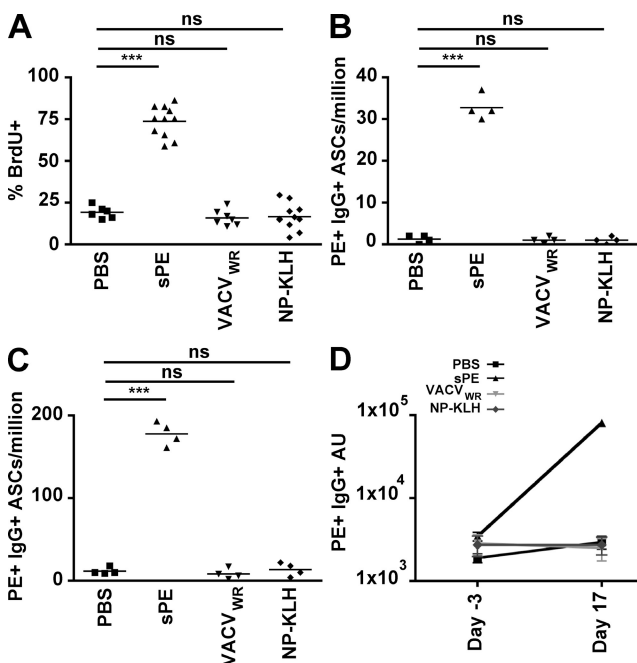 A
ns
ns
***
% BrdU+
100
75
50
25
0
PBS
sPE
VACVWR
NP-KLH
B
ns
ns
***
PE+ IgG+ ASCs/million
40
30
20
10
0
PBS
sPE
VACVWR
NP-KLH
C
ns
ns
***
PE+ IgG+ ASCs/million
200
100
0
PBS
sPE
VACVWR
NP-KLH
D
PBS
sPE
VACVWR
NP-KLH
PE+ IgG+ AU
1x10^5
1x10^4
1x10^3
Day -3
Day 17